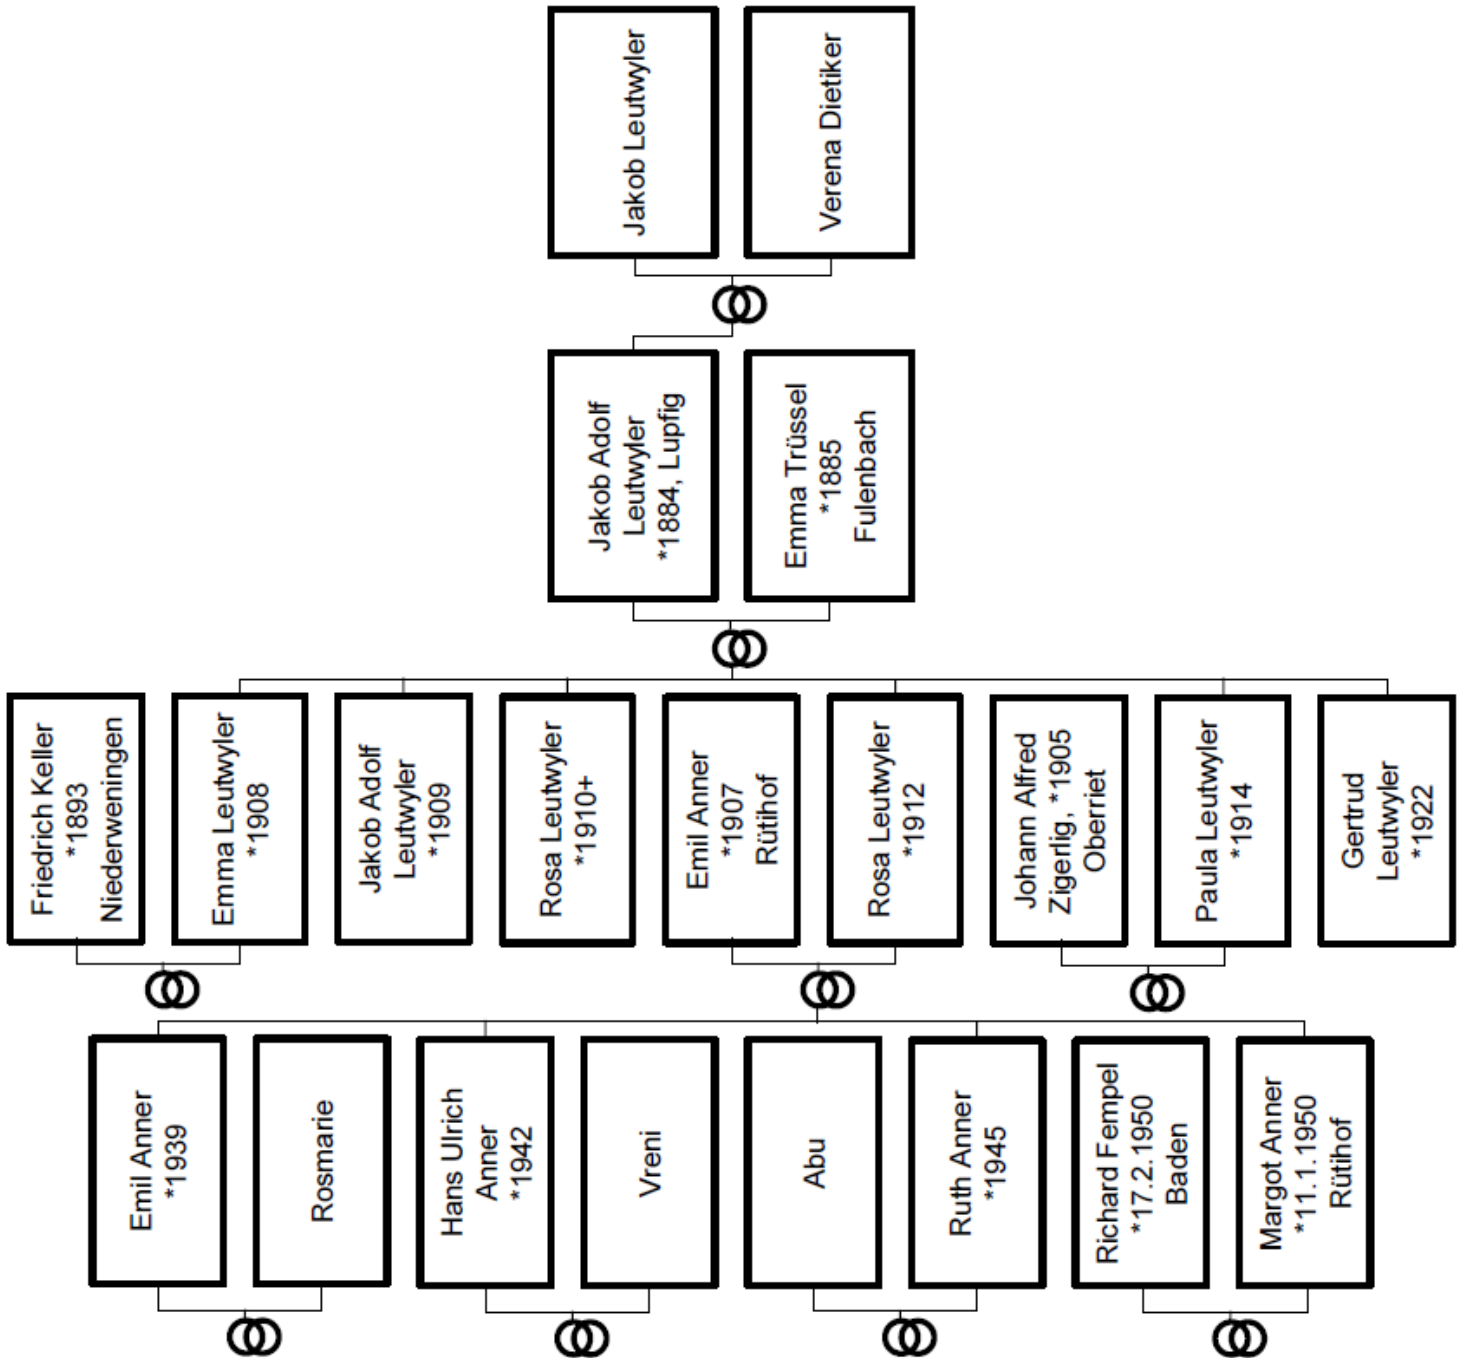 Jakob Leutwyler
Verena Dietiker
Jakob Adolf
Leutwyler
*1884, Lupfig
Emma Trüssel
*1885
Fulenbach
Friedrich Keller
*1893
Niederweningen
Emma Leutwyler
*1908
Jakob Adolf
Leutwyler
*1909
Rosa Leutwyler
*1910+
Emil Anner
*1907
Rütihof
Rosa Leutwyler
*1912
Johann Alfred
Zigerlig, *1905
Oberriet
Paula Leutwyler
*1914
Gertrud
Leutwyler
*1922
Emil Anner
*1939
Rosmarie
Hans Ulrich
Anner
*1942
Vreni
Abu
Ruth Anner
*1945
Richard Fempel
*17.2.1950
Baden
Margot Anner
*11.1.1950
Rütihof